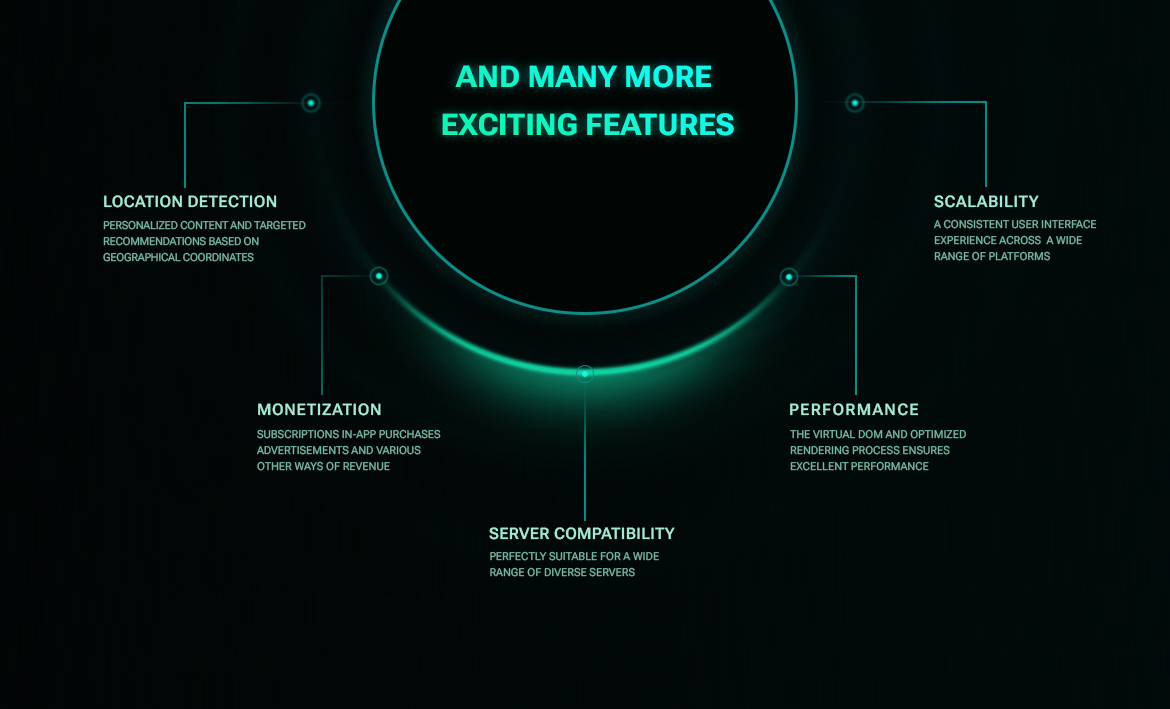 AND MANY MORE
EXCITING FEATURES
LOCATION DETECTION
PERSONALIZED CONTENT AND TARGETED
RECOMMENDATIONS BASED ON
GEOGRAPHICAL COORDINATES
SCALABILITY
A CONSISTENT USER INTERFACE
EXPERIENCE ACROSS A WIDE
RANGE OF PLATFORMS
MONETIZATION
SUBSCRIPTIONS IN-APP PURCHASES
ADVERTISEMENTS AND VARIOUS
OTHER WAYS OF REVENUE
PERFORMANCE
THE VIRTUAL DOM AND OPTIMIZED
RENDERING PROCESS ENSURES
EXCELLENT PERFORMANCE
SERVER COMPATIBILITY
PERFECTLY SUITABLE FOR A WIDE
RANGE OF DIVERSE SERVERS